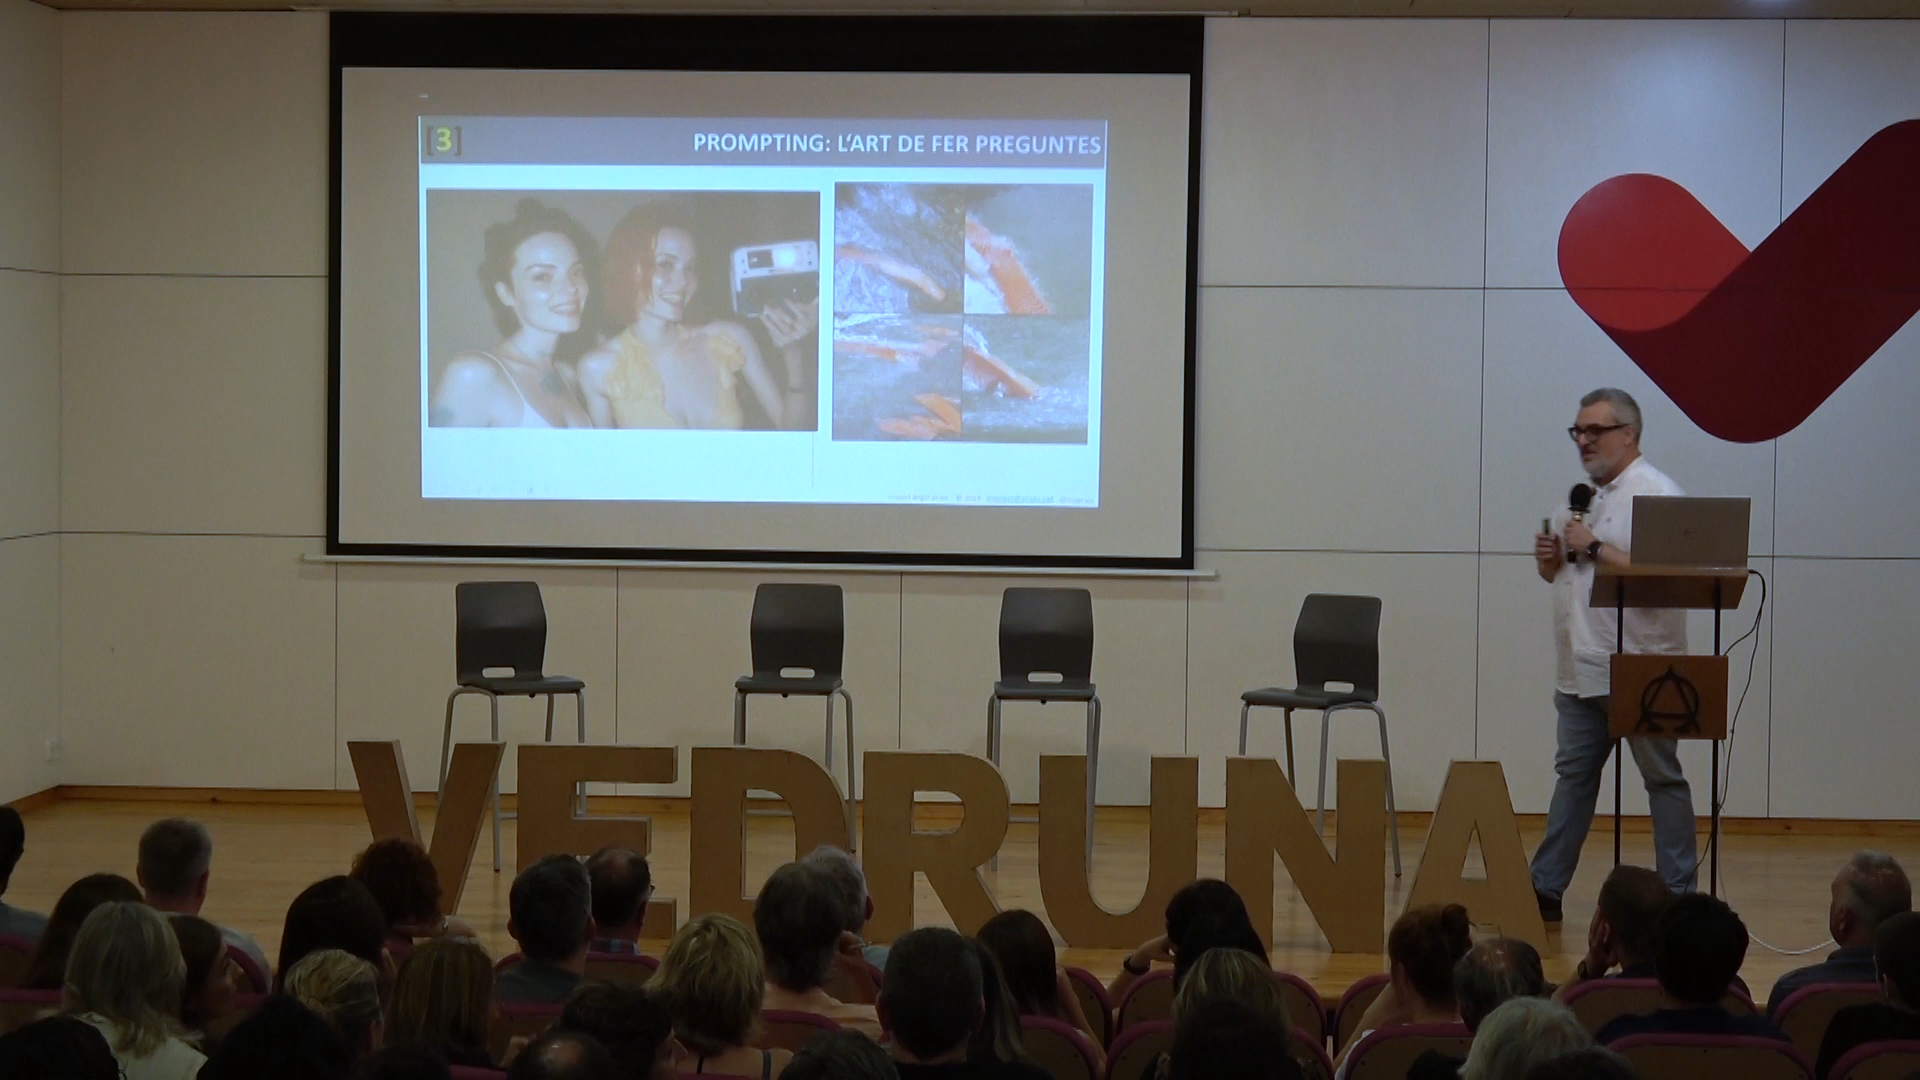 [3]
PROMPTING: L'ART DE FER PREGUNTES
VEDRUNA